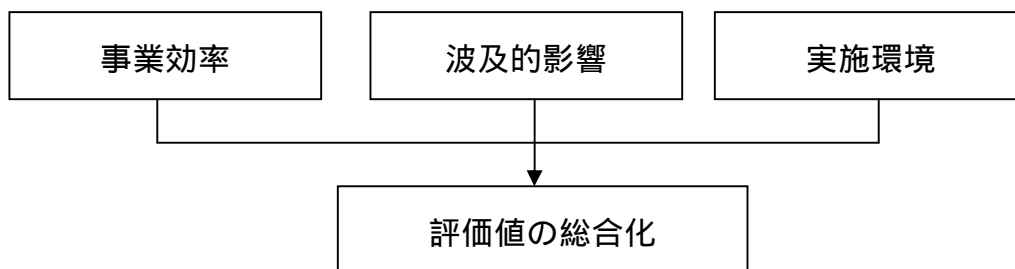 事業効率
波及的影響
実施環境
評価値の総合化